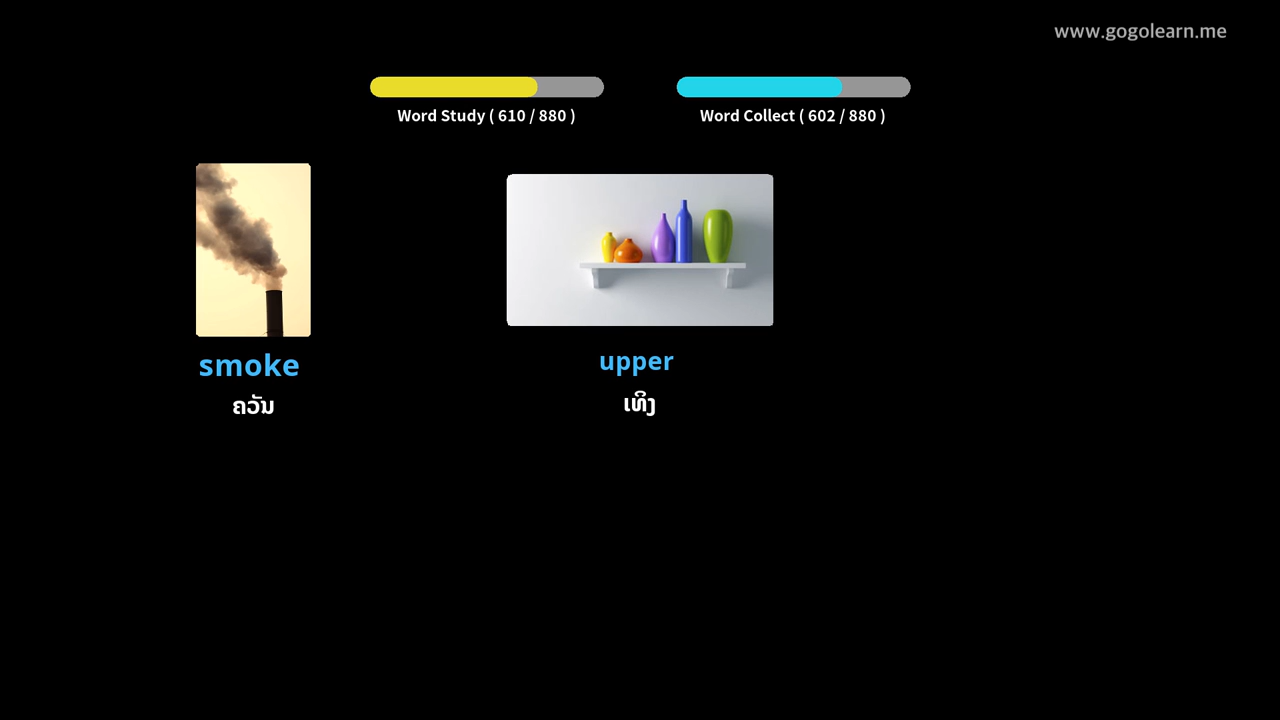 www.gogolearn.me
Word Study ( 610 / 880 )
Word Collect ( 602 / 880 )
smoke
ຄວັນ
upper
ເທິງ